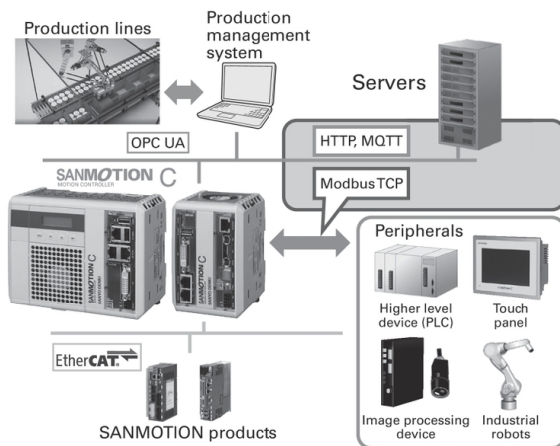 Production lines
Production
management
system
Servers
OPC UA
HTTP, MQTT
SANMOTION C
MOTION CONTROLLER
Modbus TCP
SANMOTION C
SANMOTION C
Peripherals
Higher level
device (PLC)
Touch
panel
EtherCAT®
Image processing
device
Industrial
robots
SANMOTION products